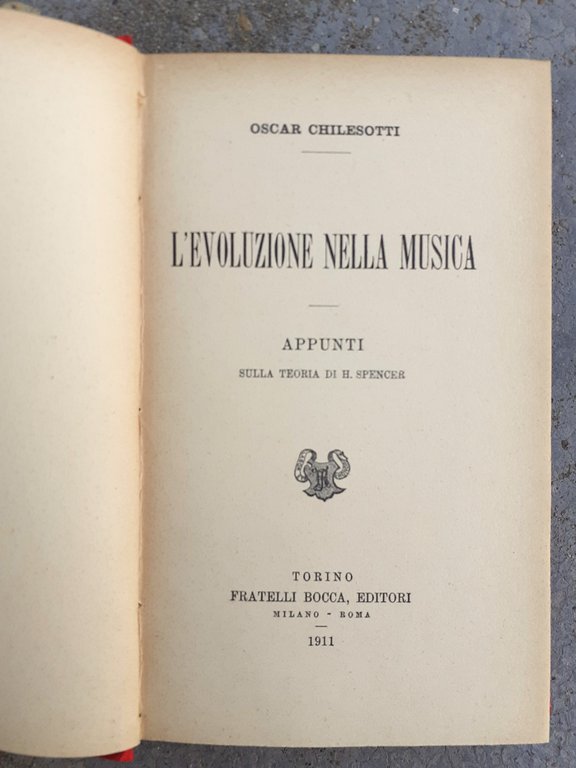 OSCAR CHILESOTTI
L'EVOLUZIONE NELLA MUSICA
APPUNTI
SULLA TEORIA DI H. SPENCER
TORINO
FRATELLI BOCCA, EDITORI
MILANO - ROMA
1911